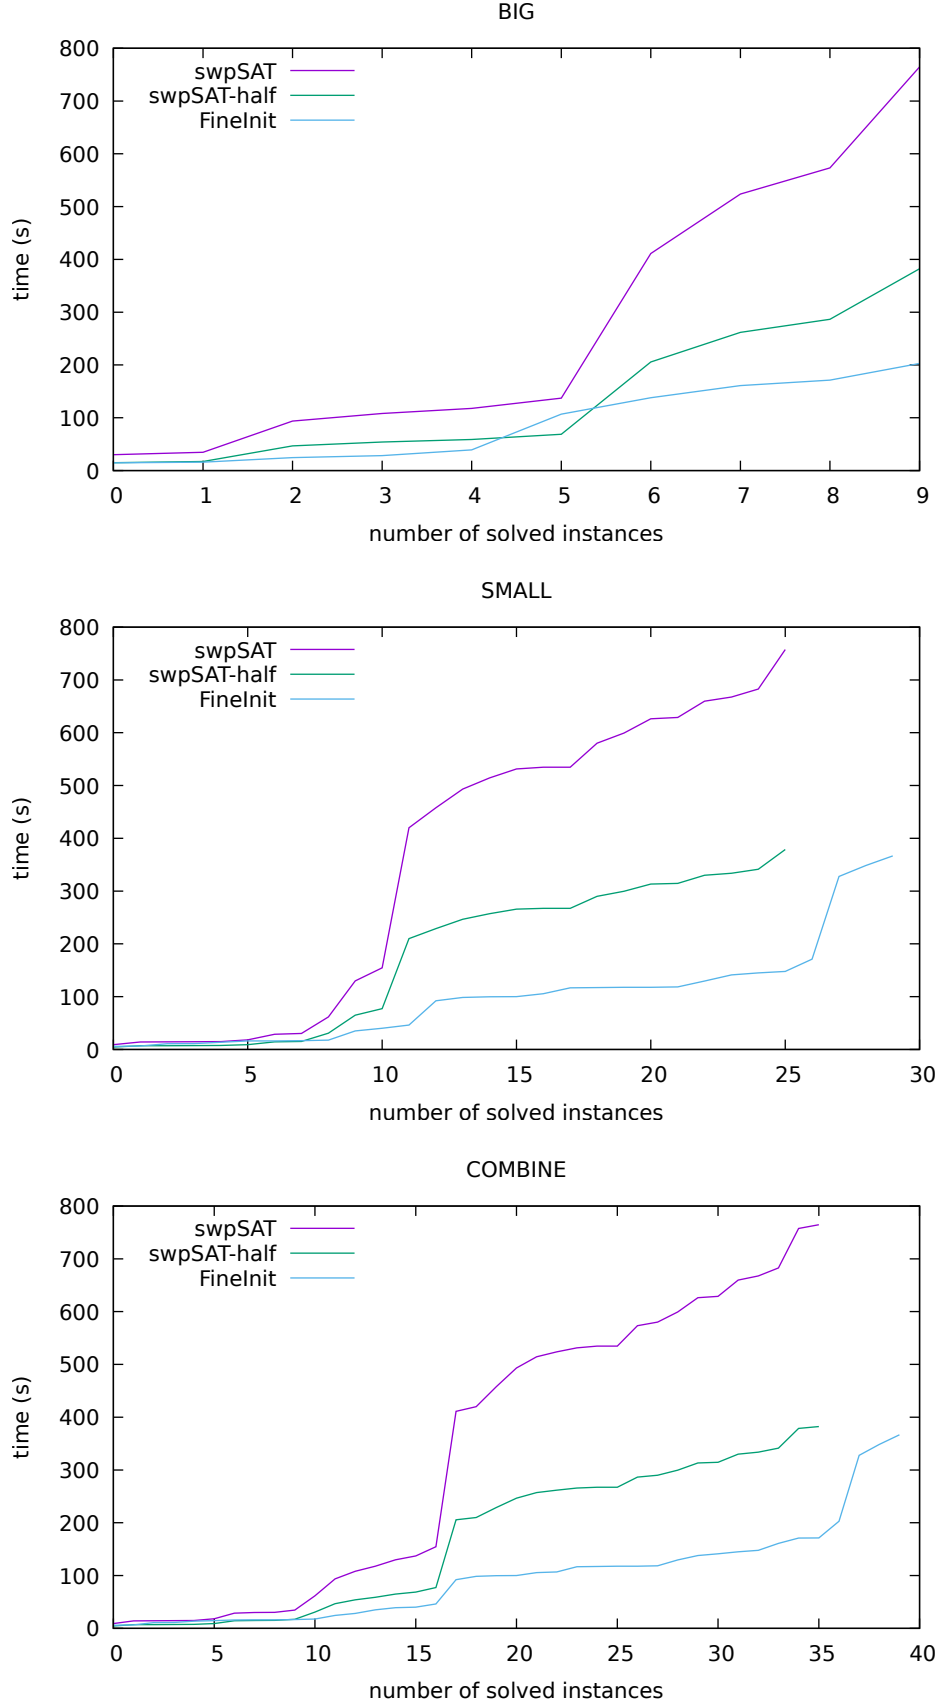 BIG
800
700
600
500
400
300
200
100
0
time (s)
swpSAT
swpSAT-half
FineInit
0 1 2 3 4 5 6 7 8 9
number of solved instances
SMALL
800
700
600
500
400
300
200
100
0
time (s)
swpSAT
swpSAT-half
FineInit
0 5 10 15 20 25 30
number of solved instances
COMBINE
800
700
600
500
400
300
200
100
0
time (s)
swpSAT
swpSAT-half
FineInit
0 5 10 15 20 25 30 35 40
number of solved instances